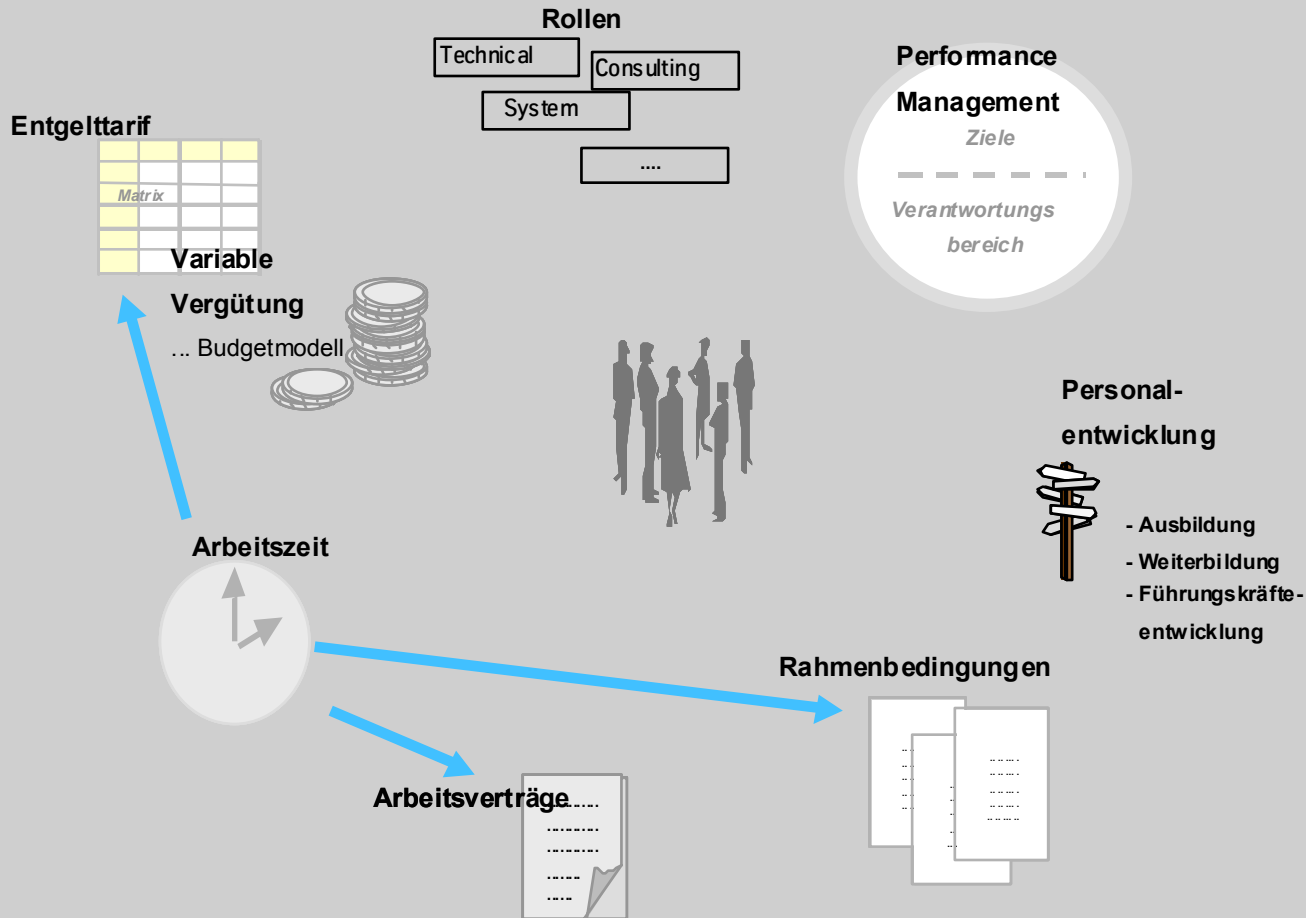 Rollen
Technical
Consulting
System
....
Performance
Management
Ziele
Verantwortungs
bereich
Entgelttarif
Matrix
Variable
Vergütung
... Budgetmodell
Personal-
entwicklung
- Ausbildung
- Weiterbildung
- Führungskräfte-
entwicklung
Arbeitszeit
Rahmenbedingungen
Arbeitsverträge